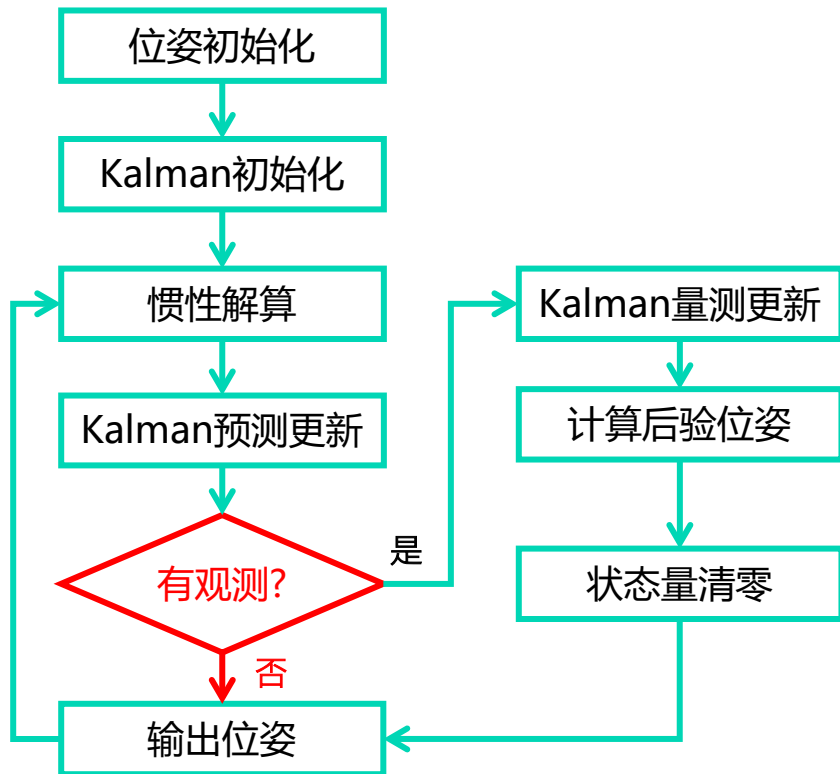 位姿初始化
Kalman初始化
惯性解算
Kalman预测更新
有观测?
是
否
输出位姿
Kalman量测更新
计算后验位姿
状态量清零